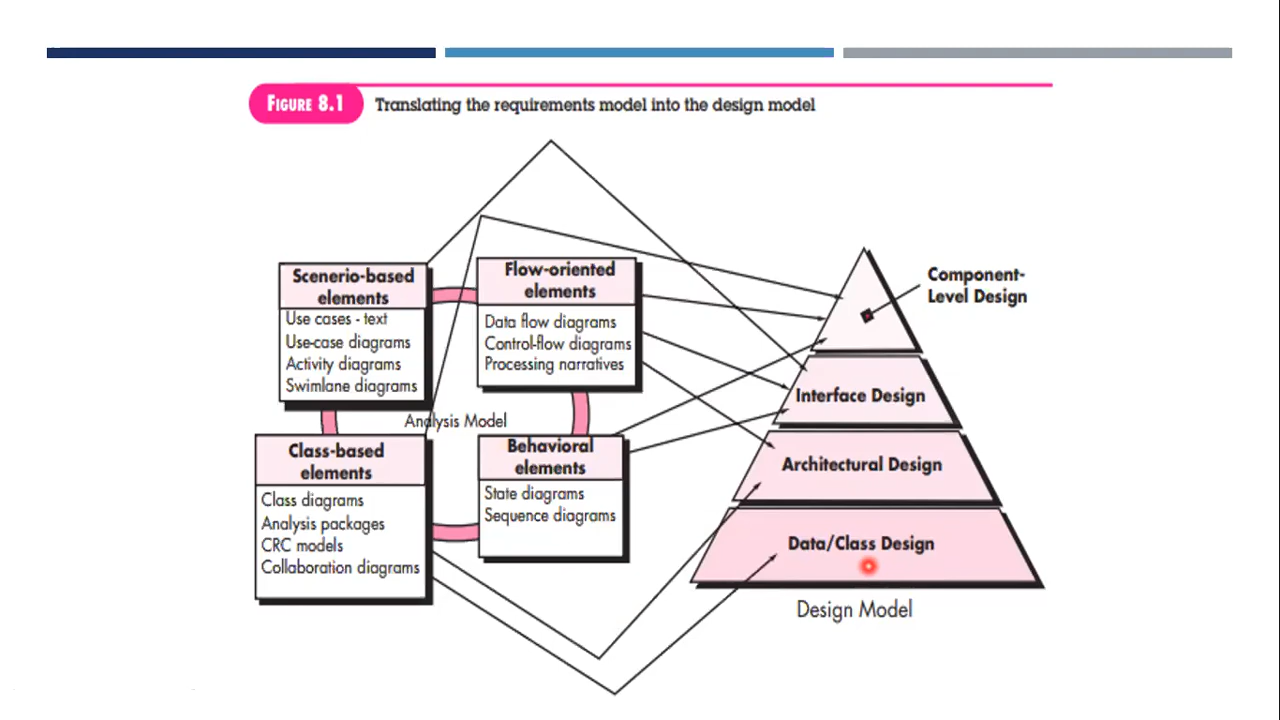 FIGURE 8.1
Translating the requirements model into the design model
Scenerio-based
elements
Use cases - text
Use-case diagrams
Activity diagrams
Swimlane diagrams
Flow-oriented
elements
Data flow diagrams
Control-flow diagrams
Processing narratives
Analysis Model
Class-based
elements
Class diagrams
Analysis packages
CRC models
Collaboration diagrams
Behavioral
elements
State diagrams
Sequence diagrams
Component-
Level Design
Interface Design
Architectural Design
Data/Class Design
Design Model